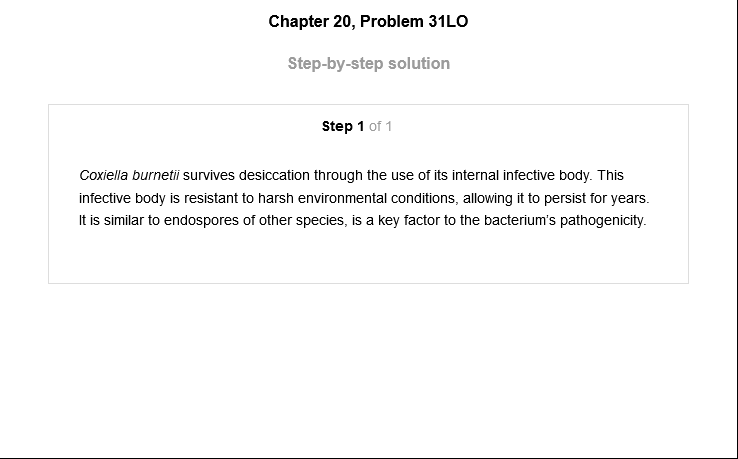 Chapter 20, Problem 31LO
Step-by-step solution
Step 1 of 1
Coxiella burnetii survives desiccation through the use of its internal infective body. This
infective body is resistant to harsh environmental conditions, allowing it to persist for years.
It is similar to endospores of other species, is a key factor to the bacterium's pathogenicity.